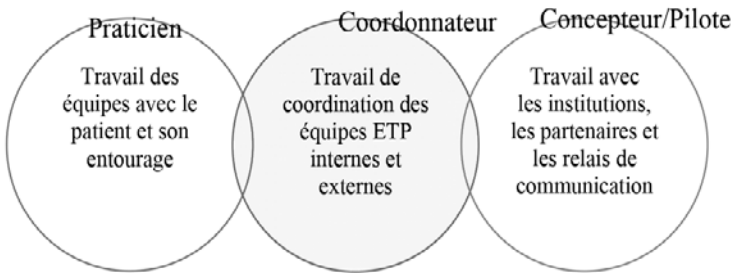 Praticien
Travail des
équipes avec le
patient et son
entourage
Coordonnateur
Travail de
coordination des
équipes ETP
internes et
externes
Concepteur/Pilote
Travail avec
les institutions,
les partenaires et
les relais de
communication